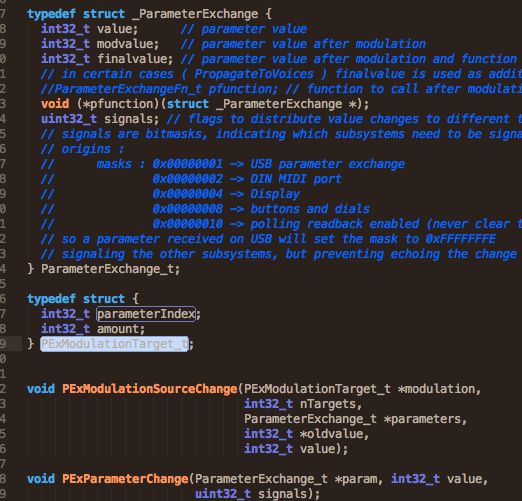 7 typedef struct _ParameterExchange {
8 int32_t value; // parameter value
9 int32_t modvalue; // parameter value after modulation
0 int32_t finalvalue; // parameter value after modulation and function
1 // in certain cases ( PropagateToVoices ) finalvalue is used as addit
2 //ParameterExchangeFn_t pfunction; // function to call after modulati
3 void (*pfunction)(struct _ParameterExchange *);
4 uint32_t signals; // flags to distribute value changes to different t
5 // signals are bitmasks, indicating which subsystems need to be signa
6 // origins :
7 // masks : 0x00000001 -> USB parameter exchange
8 // 0x00000002 -> DIN MIDI port
9 // 0x00000004 -> Display
0 // 0x00000008 -> buttons and dials
1 // 0x00000010 -> polling readback enabled (never clear t
2 // so a parameter received on USB will set the mask to 0xFFFFFFFE
3 // signaling the other subsystems, but preventing echoing the change
4 } ParameterExchange_t;
5
6 typedef struct {
7 int32_t parameterIndex;
8 int32_t amount;
9 } PExModulationTarget_t;
0
1
2 void PExModulationSourceChange(PExModulationTarget_t *modulation,
3 int32_t nTargets,
4 ParameterExchange_t *parameters,
5 int32_t *oldvalue,
6 int32_t value);
7
8 void PExParameterChange(ParameterExchange_t *param, int32_t value,
9 uint32_t signals);